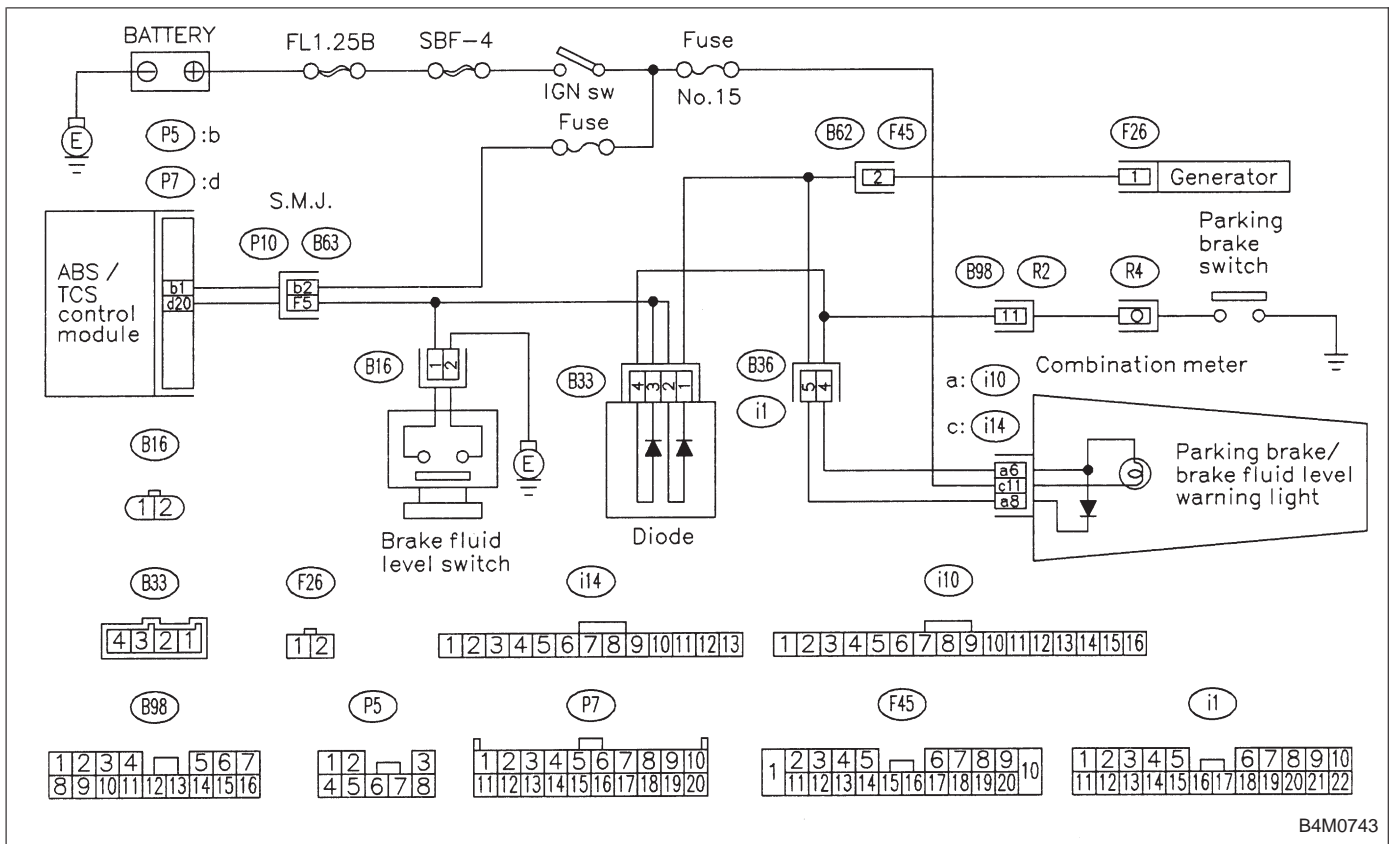 BATTERY
FL1.25B
SBF-4
Fuse
IGN sw
No.15
E
P5 :b
Fuse
B62 F45
F26
P7 :d
2
1 Generator
S.M.J.
Parking
brake
switch
P10 B63
B98 R2 R4
ABS /
TCS
control
module
b1 b2
d20 F5
11
B16
1 2
B33
4 3 2 1
B36
5 4
i1
Combination meter
a: i10
c: i14
E
a6
c11
a8
Parking brake/
brake fluid level
warning light
Brake fluid
level switch
Diode
B16
1 2
B33
4 3 2 1
F26
1 2
i14
1 2 3 4 5 6 7 8 9 10 11 12 13
i10
1 2 3 4 5 6 7 8 9 10 11 12 13 14 15 16
B98
1 2 3 4 5 6 7
8 9 10 11 12 13 14 15 16
P5
1 2 3
4 5 6 7 8
P7
1 2 3 4 5 6 7 8 9 10
11 12 13 14 15 16 17 18 19 20
F45
1 2 3 4 5 6 7 8 9 10
11 12 13 14 15 16 17 18 19 20
i1
1 2 3 4 5 6 7 8 9 10
11 12 13 14 15 16 17 18 19 20 21 22
B4M0743